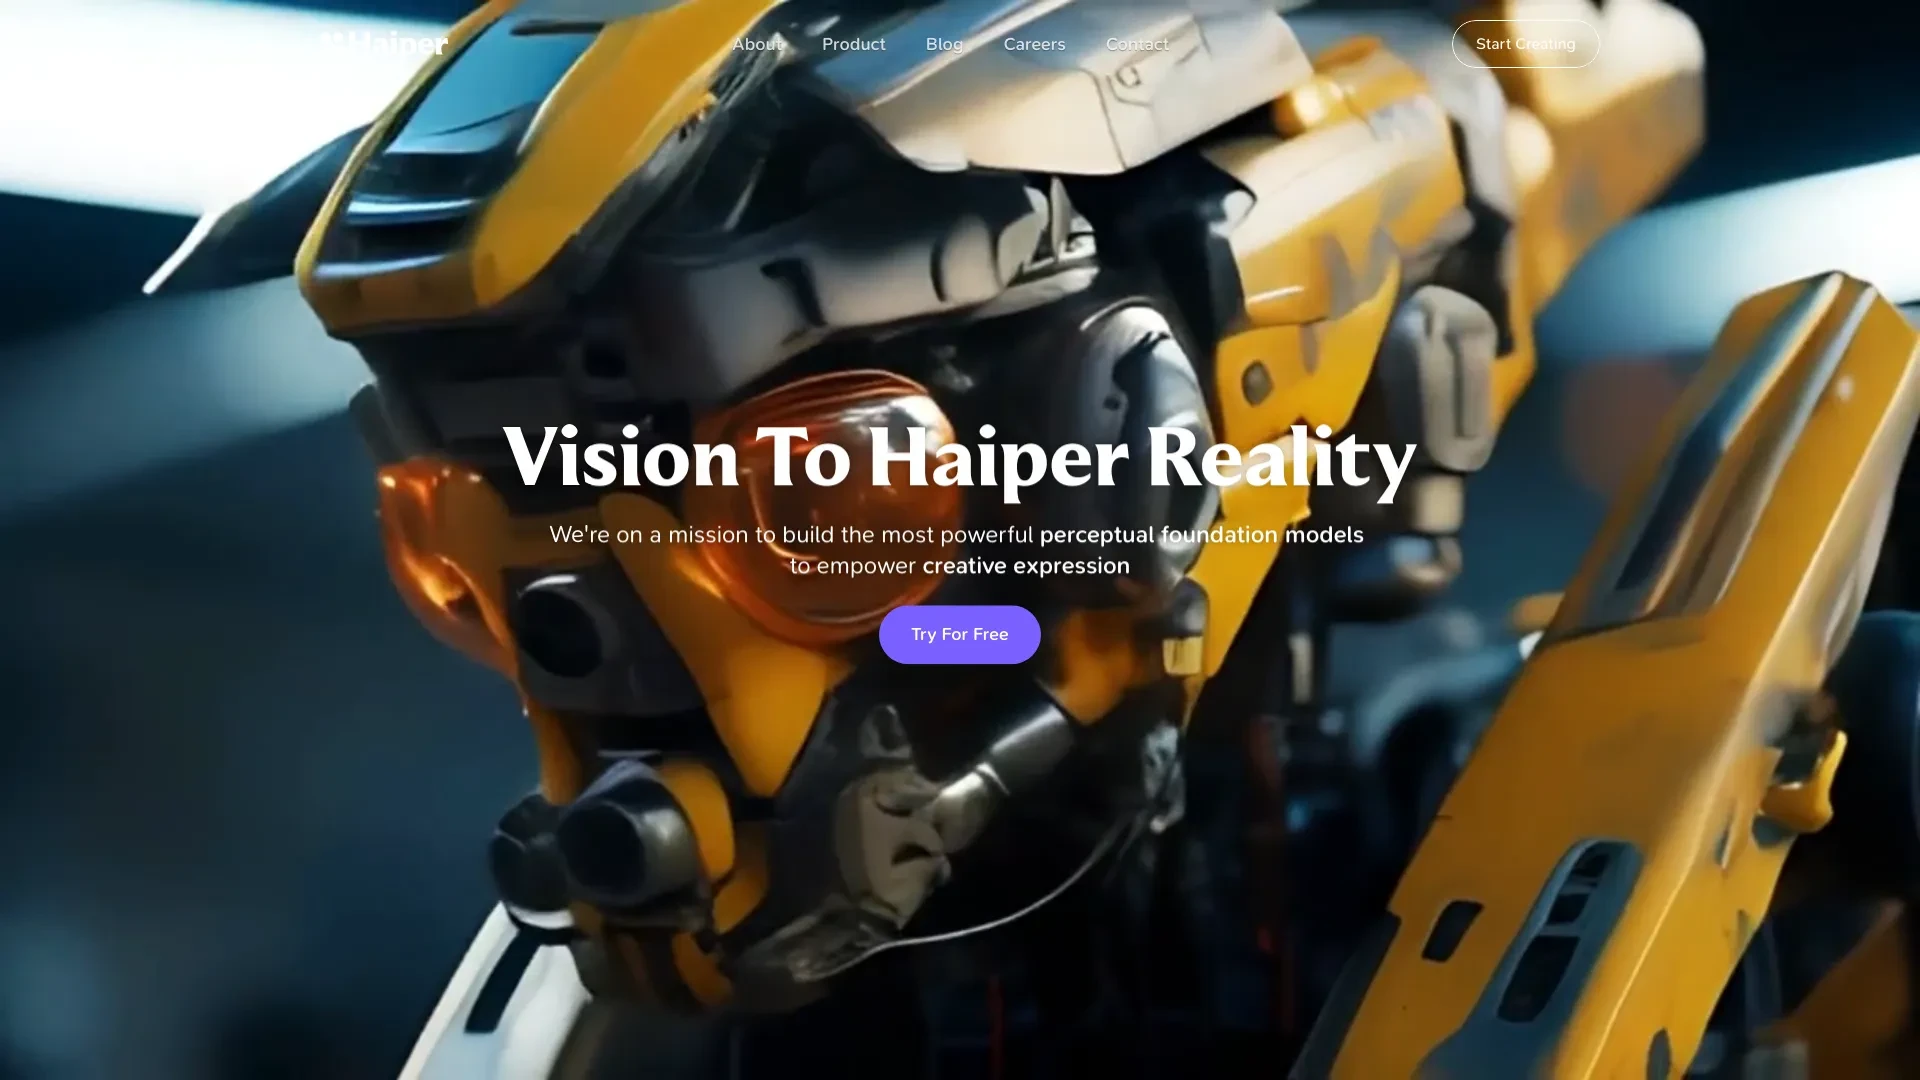 Haiper
About
Product
Blog
Careers
Contact
Start Creating
Vision To Haiper Reality
We're on a mission to build the most powerful perceptual foundation models
to empower creative expression
Try For Free